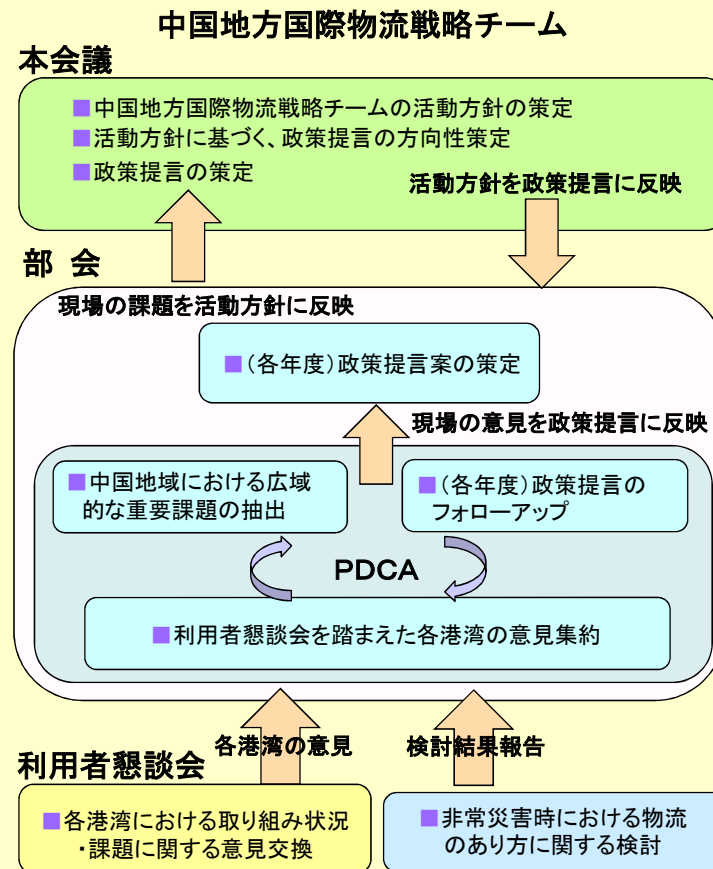 中国地方国際物流戦略チーム
本会議
■中国地方国際物流戦略チームの活動方針の策定
■活動方針に基づく、政策提言の方向性策定
■政策提言の策定
活動方針を政策提言に反映
部 会
現場の課題を活動方針に反映
■(各年度)政策提言案の策定
現場の意見を政策提言に反映
■中国地域における広域
的な重要課題の抽出
■(各年度)政策提言の
フォローアップ
PDCA
■利用者懇談会を踏まえた各港湾の意見集約
各港湾の意見
検討結果報告
利用者懇談会
■各港湾における取り組み状況
・課題に関する意見交換
■非常災害時における物流
のあり方に関する検討